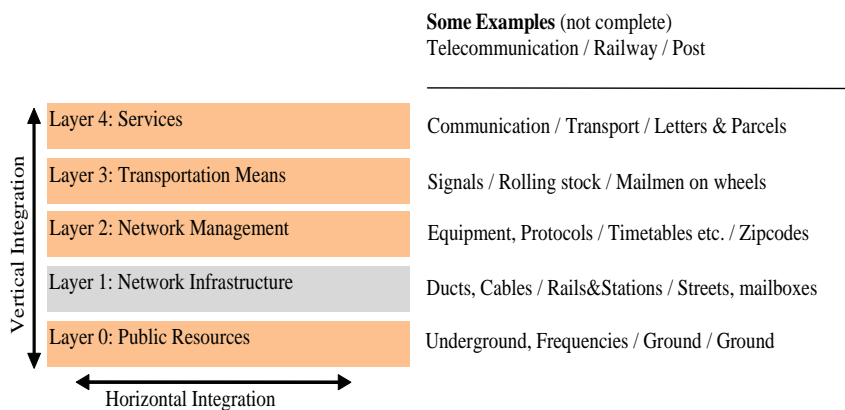 Some Examples (not complete)
Telecommunication / Railway / Post
Layer 4: Services
Communication / Transport / Letters & Parcels
Layer 3: Transportation Means
Signals / Rolling stock / Mailmen on wheels
Layer 2: Network Management
Equipment, Protocols / Timetables etc. / Zipcodes
Layer 1: Network Infrastructure
Ducts, Cables / Rails&Stations / Streets, mailboxes
Layer 0: Public Resources
Underground, Frequencies / Ground / Ground
Vertical Integration
Horizontal Integration